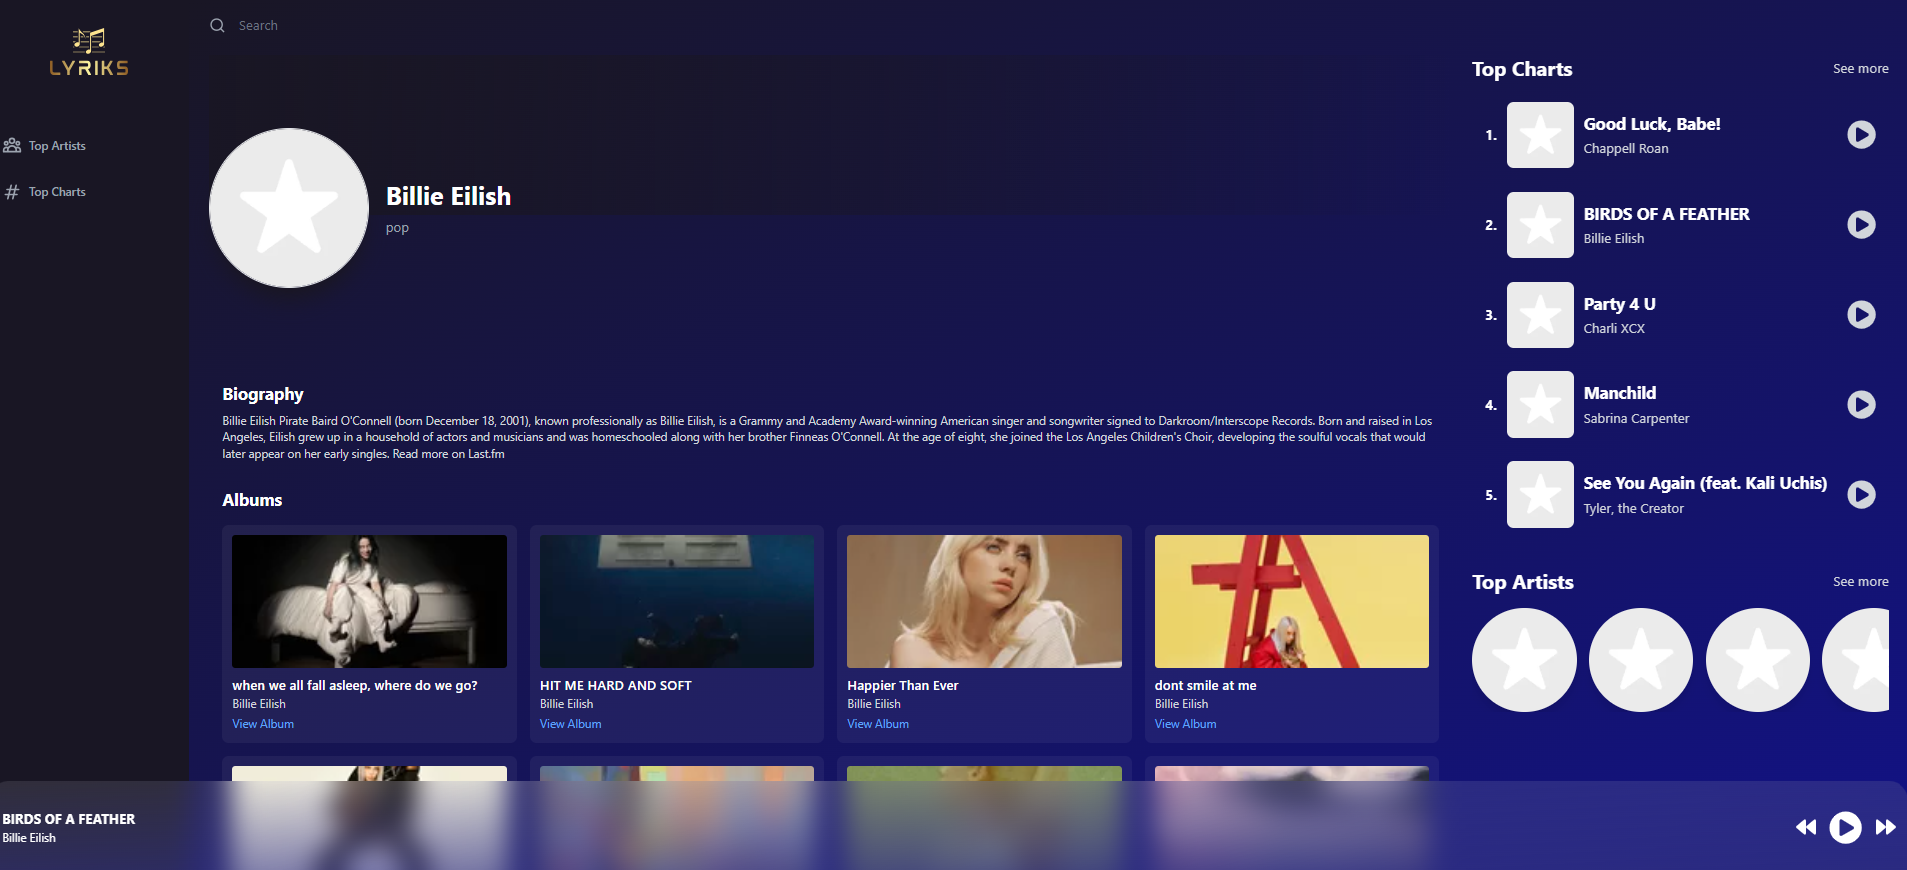 LYRIKS
Top Artists
Top Charts
Search
Billie Eilish
pop
Biography
Billie Eilish Pirate Baird O'Connell (born December 18, 2001), known professionally as Billie Eilish, is a Grammy and Academy Award-winning American singer and songwriter signed to Darkroom/Interscope Records. Born and raised in Los
Angeles, Eilish grew up in a household of actors and musicians and was homeschooled along with her brother Finneas O'Connell. At the age of eight, she joined the Los Angeles Children's Choir, developing the soulful vocals that would
later appear on her early singles. Read more on Last.fm
Albums
when we all fall asleep, where do we go?
Billie Eilish
View Album
HIT ME HARD AND SOFT
Billie Eilish
View Album
Happier Than Ever
Billie Eilish
View Album
dont smile at me
Billie Eilish
View Album
Top Charts
See more
1.
Good Luck, Babe!
Chappell Roan
2.
BIRDS OF A FEATHER
Billie Eilish
3.
Party 4 U
Charli XCX
4.
Manchild
Sabrina Carpenter
5.
See You Again (feat. Kali Uchis)
Tyler, the Creator
Top Artists
See more
BIRDS OF A FEATHER
Billie Eilish